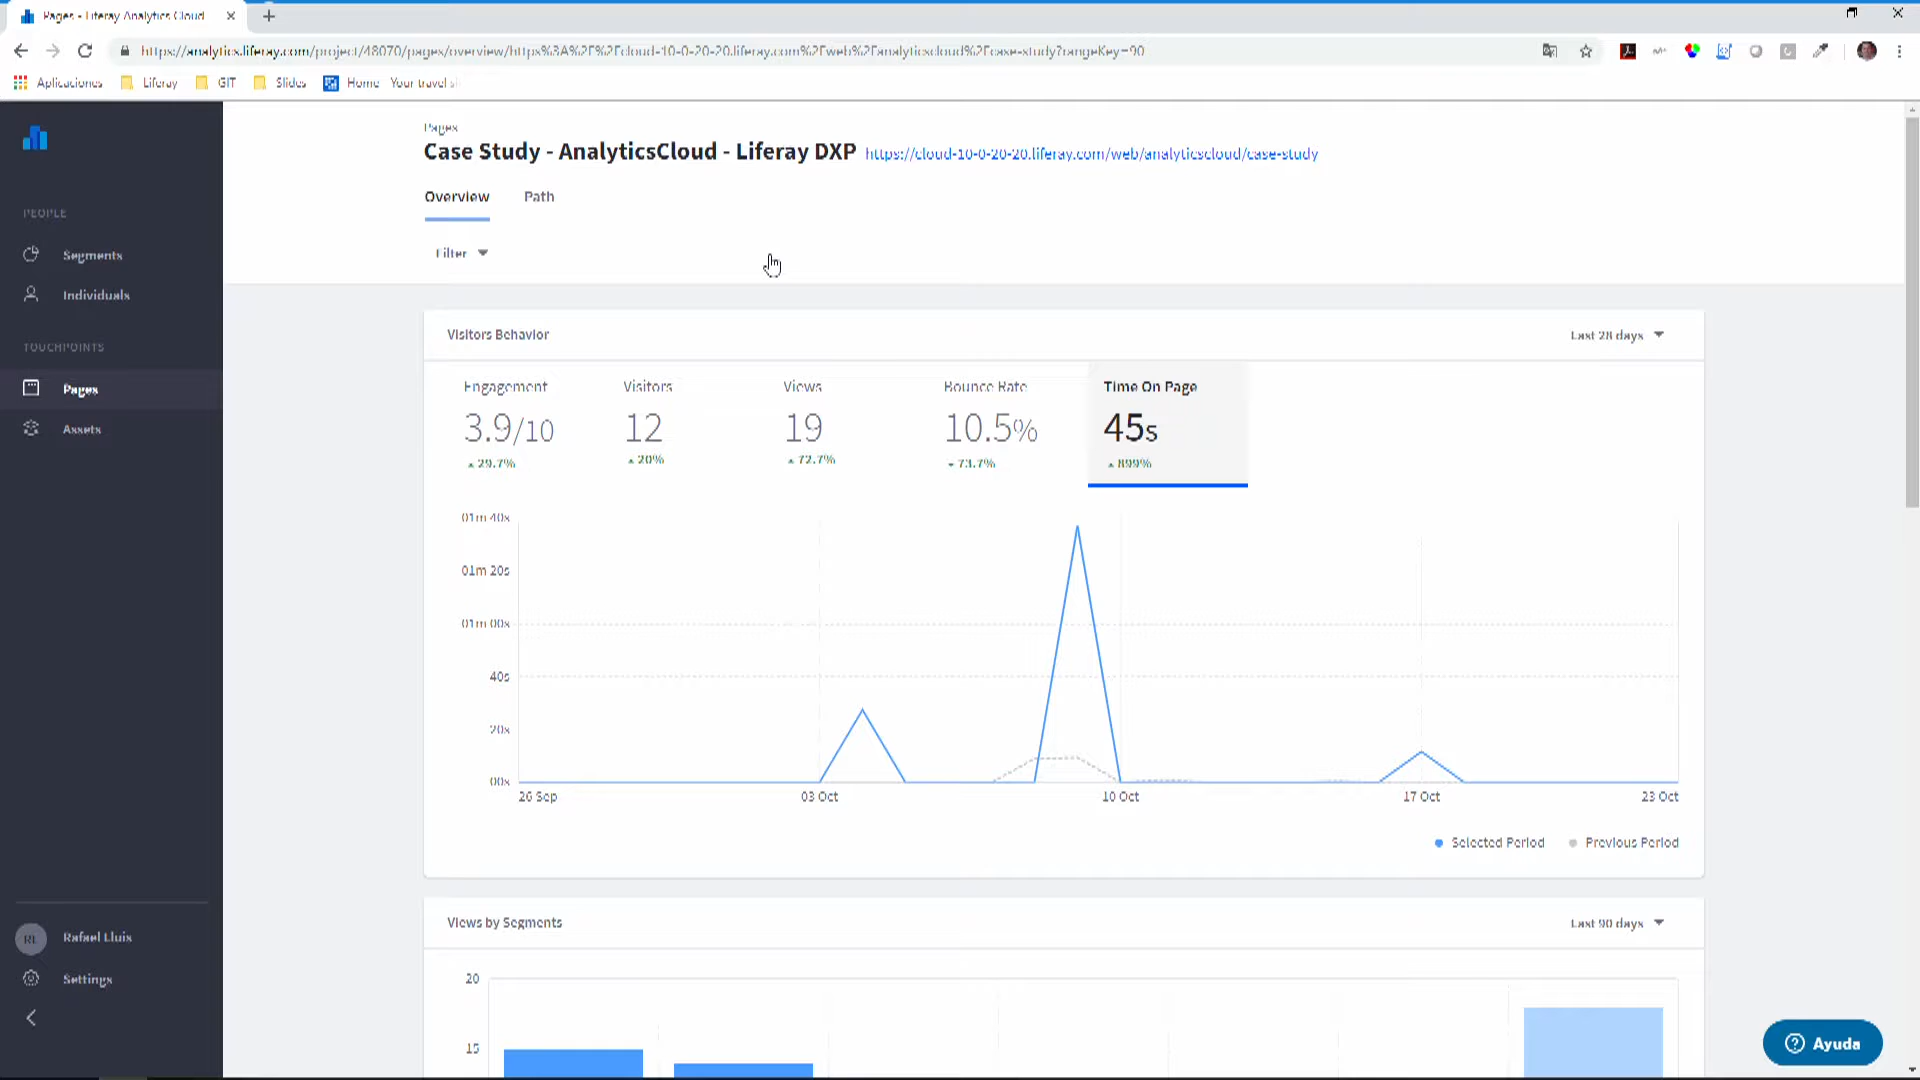 Pages - Liferay Analytics Cloud
https://analytics.liferay.com/project/48070/pages/overview/https%3A%2F%2Fcloud-10-0-20-20.liferay.com%2Fweb%2Fanalyticscloud%2Fcase-study?rangeKey=90
Aplicaciones Liferay GIT Slides Home Your travel
Pages
Case Study - AnalyticsCloud - Liferay DXP https://cloud-10-0-20-20.liferay.com/web/analyticscloud/case-study
Overview Path
Filter
PEOPLE
Segments
Individuals
TOUCHPOINTS
Pages
Assets
Visitors Behavior Last 28 days
Engagement Visitors Views Bounce Rate Time On Page
3.9/10 12 19 10.5% 45s
29.7% 20% 72.7% 73.7% 899%
01m 40s
01m 20s
01m 00s
40s
20s
00s
26 Sep 03 Oct 10 Oct 17 Oct 23 Oct
Selected Period Previous Period
Views by Segments Last 90 days
20
15
RL Rafael Lluis
Settings
Ayuda